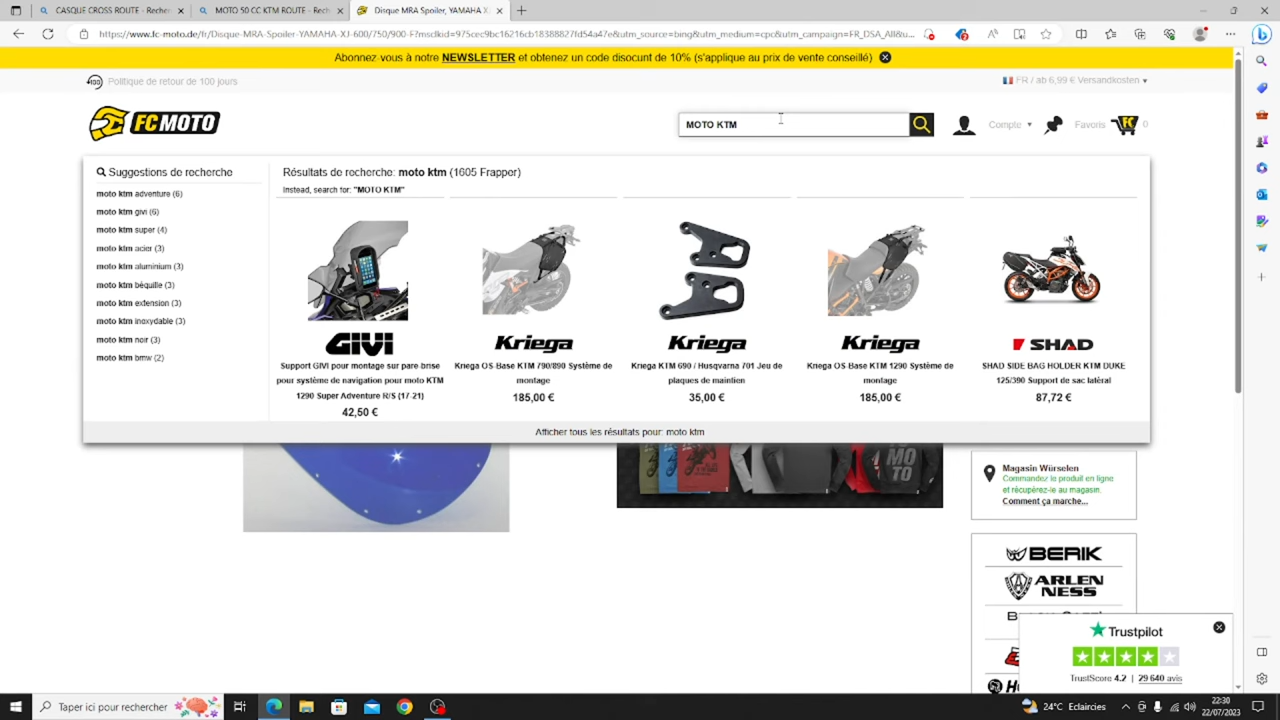 CASQUE CROSS ROUTE - Recher
MOTO 50 CC KTM ROUTE - Rech
Disque MRA Spoiler, YAMAHA X
https://www.fc-moto.de/fr/Disque-MRA-Spoiler-YAMAHA-XJ-600/750/900-F?msclkid=975cec9bc16216cb18388827fd54a47e&utm_source=bing&utm_medium=cpc&utm_campaign=FR_DSA_All&u...
Abonnez-vous à notre NEWSLETTER et obtenez un code discount de 10% (s'applique au prix de vente conseillé)
Politique de retour de 100 jours
FR / ab 6,99 € Versandkosten
FC MOTO
MOTO KTM
Compte
Favoris
0
Suggestions de recherche
moto ktm adventure (6)
moto ktm givi (6)
moto ktm super (4)
moto ktm acier (3)
moto ktm aluminium (3)
moto ktm béquille (3)
moto ktm extension (3)
moto ktm inoxydable (3)
moto ktm noir (3)
moto ktm bmw (2)
Résultats de recherche: moto ktm (1605 Frapper)
Instead, search for: "MOTO KTM"
GIVI
Support GIVI pour montage sur pare-brise
pour système de navigation pour moto KTM
1290 Super Adventure R/S (17-21)
42,50 €
Kriega
Kriega OS-Base KTM 790/890 Système de
montage
185,00 €
Kriega
Kriega KTM 690 / Husqvarna 701 Jeu de
plaques de maintien
35,00 €
Kriega
Kriega OS-Base KTM 1290 Système de
montage
185,00 €
SHAD
SHAD SIDE BAG HOLDER KTM DUKE
125/390 Support de sac latéral
87,72 €
Afficher tous les résultats pour: moto ktm
MO
TO
Magasin Würselen
Commandez le produit en ligne
et récupérez-le au magasin.
Comment ça marche...
BERIK
ARLEN
NESS
Trustpilot
TrustScore 4.2 | 29 640 avis
Taper ici pour rechercher
24°C Eclaircies
22:30
22/07/2023